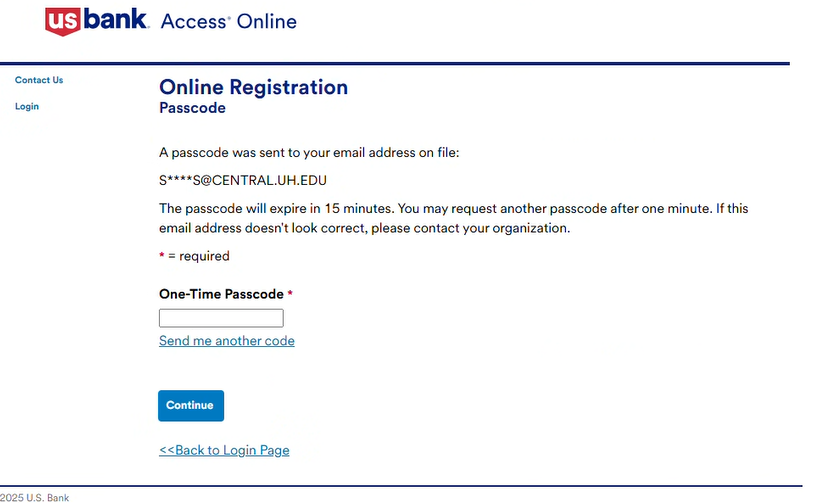 usbank. Access® Online
Contact Us
Login
Online Registration
Passcode
A passcode was sent to your email address on file:
S****S@CENTRAL.UH.EDU
The passcode will expire in 15 minutes. You may request another passcode after one minute. If this
email address doesn't look correct, please contact your organization.
* = required
One-Time Passcode *
Send me another code
Continue
<<Back to Login Page
2025 U.S. Bank